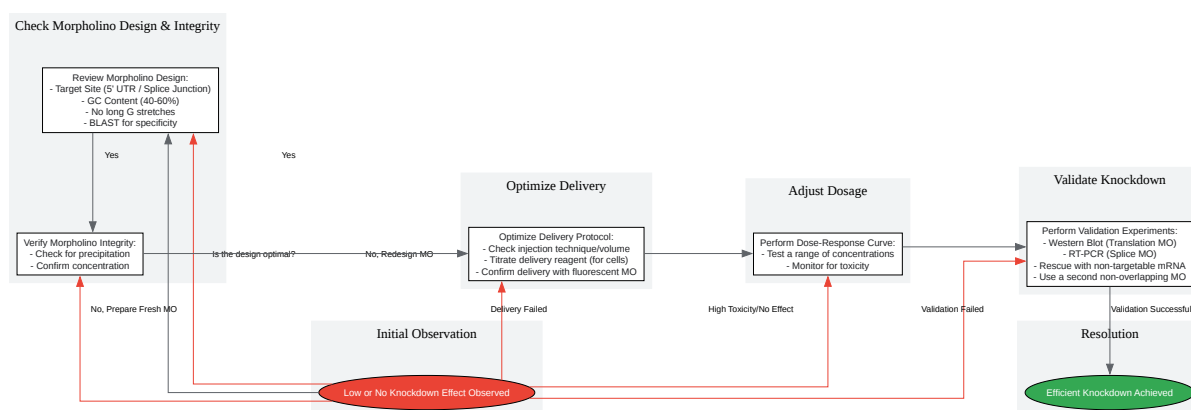 Check Morpholino Design & Integrity
Review Morpholino Design:
- Target Site (5' UTR / Splice Junction)
- GC Content (40-60%)
- No long G stretches
- BLAST for specificity
Yes
Yes
Verify Morpholino Integrity:
- Check for precipitation
- Confirm concentration
Is the design optimal?
No, Redesign MO
No, Prepare Fresh MO
Optimize Delivery
Optimize Delivery Protocol:
- Check injection technique/volume
- Titrate delivery reagent (for cells)
- Confirm delivery with fluorescent MO
Delivery Failed
Adjust Dosage
Perform Dose-Response Curve:
- Test a range of concentrations
- Monitor for toxicity
High Toxicity/No Effect
Validate Knockdown
Perform Validation Experiments:
- Western Blot (Translation MO)
- RT-PCR (Splice MO)
- Rescue with non-targetable mRNA
- Use a second non-overlapping MO
Validation Failed
Validation Successful
Initial Observation
Low or No Knockdown Effect Observed
Resolution
Efficient Knockdown Achieved